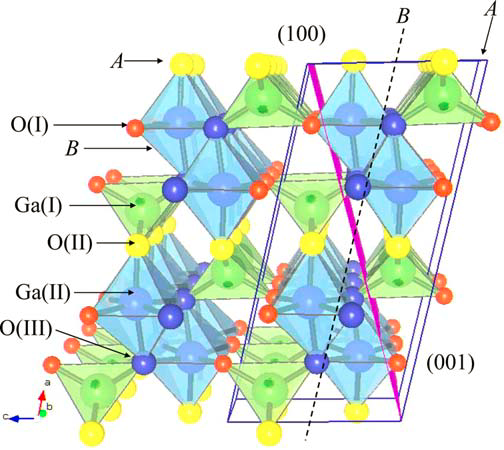 (100)
B
A
A
O(I)
B
Ga(I)
O(II)
Ga(II)
O(III)
(001)
a
b
c